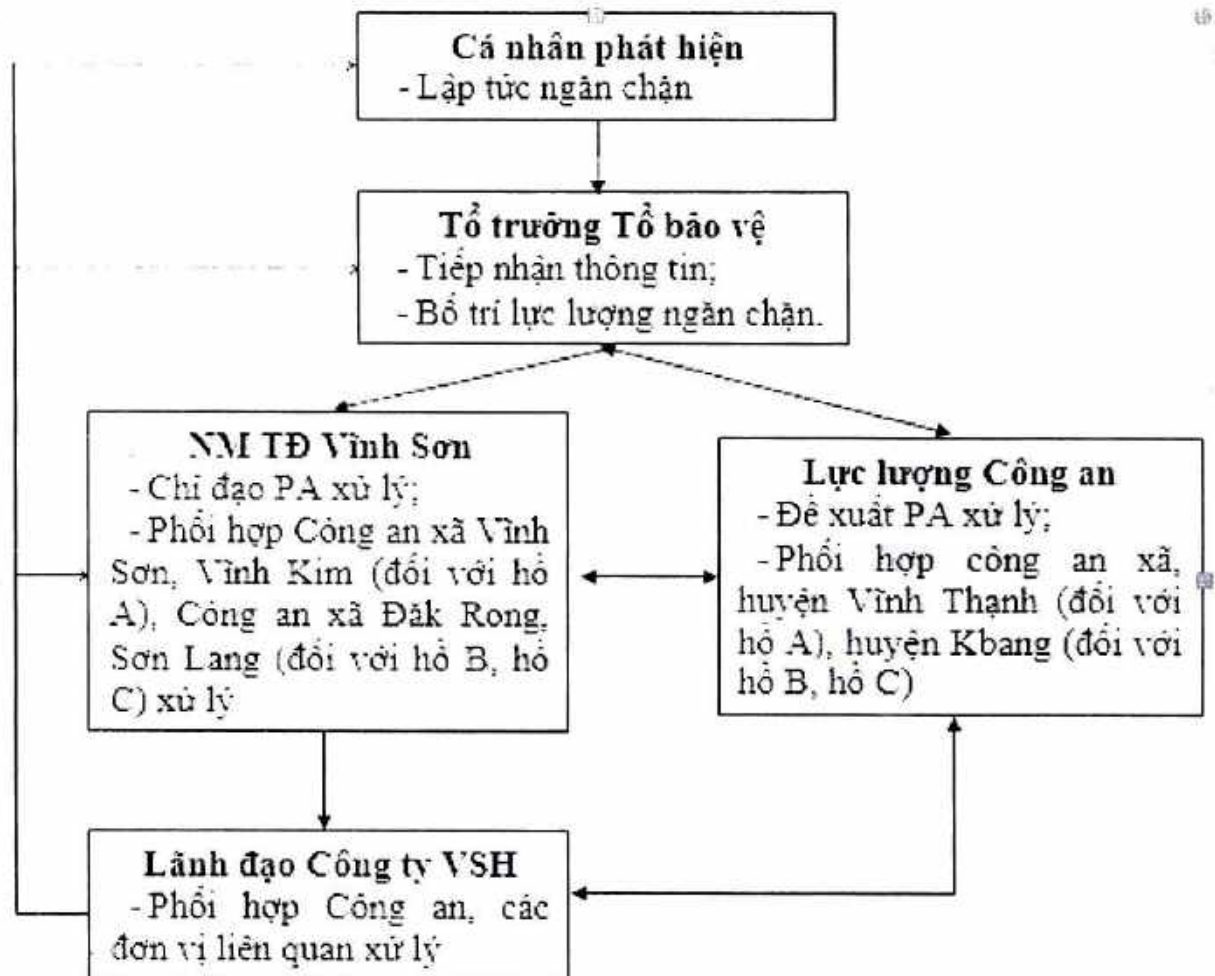 Cá nhân phát hiện
- Lập tức ngăn chặn
Tổ trưởng Tổ bảo vệ
- Tiếp nhận thông tin;
- Bố trí lực lượng ngăn chặn.
NM TĐ Vĩnh Sơn
- Chỉ đạo PA xử lý;
- Phối hợp Công an xã Vĩnh
Sơn, Vĩnh Kim (đối với hồ
A), Công an xã Đăk Rong,
Sơn Lang (đối với hồ B, hồ
C) xử lý
Lực lượng Công an
- Đề xuất PA xử lý;
- Phối hợp công an xã,
huyện Vĩnh Thạnh (đối với
hồ A), huyện Kbang (đối với
hồ B, hồ C)
Lãnh đạo Công ty VSH
- Phối hợp Công an, các
đơn vị liên quan xử lý